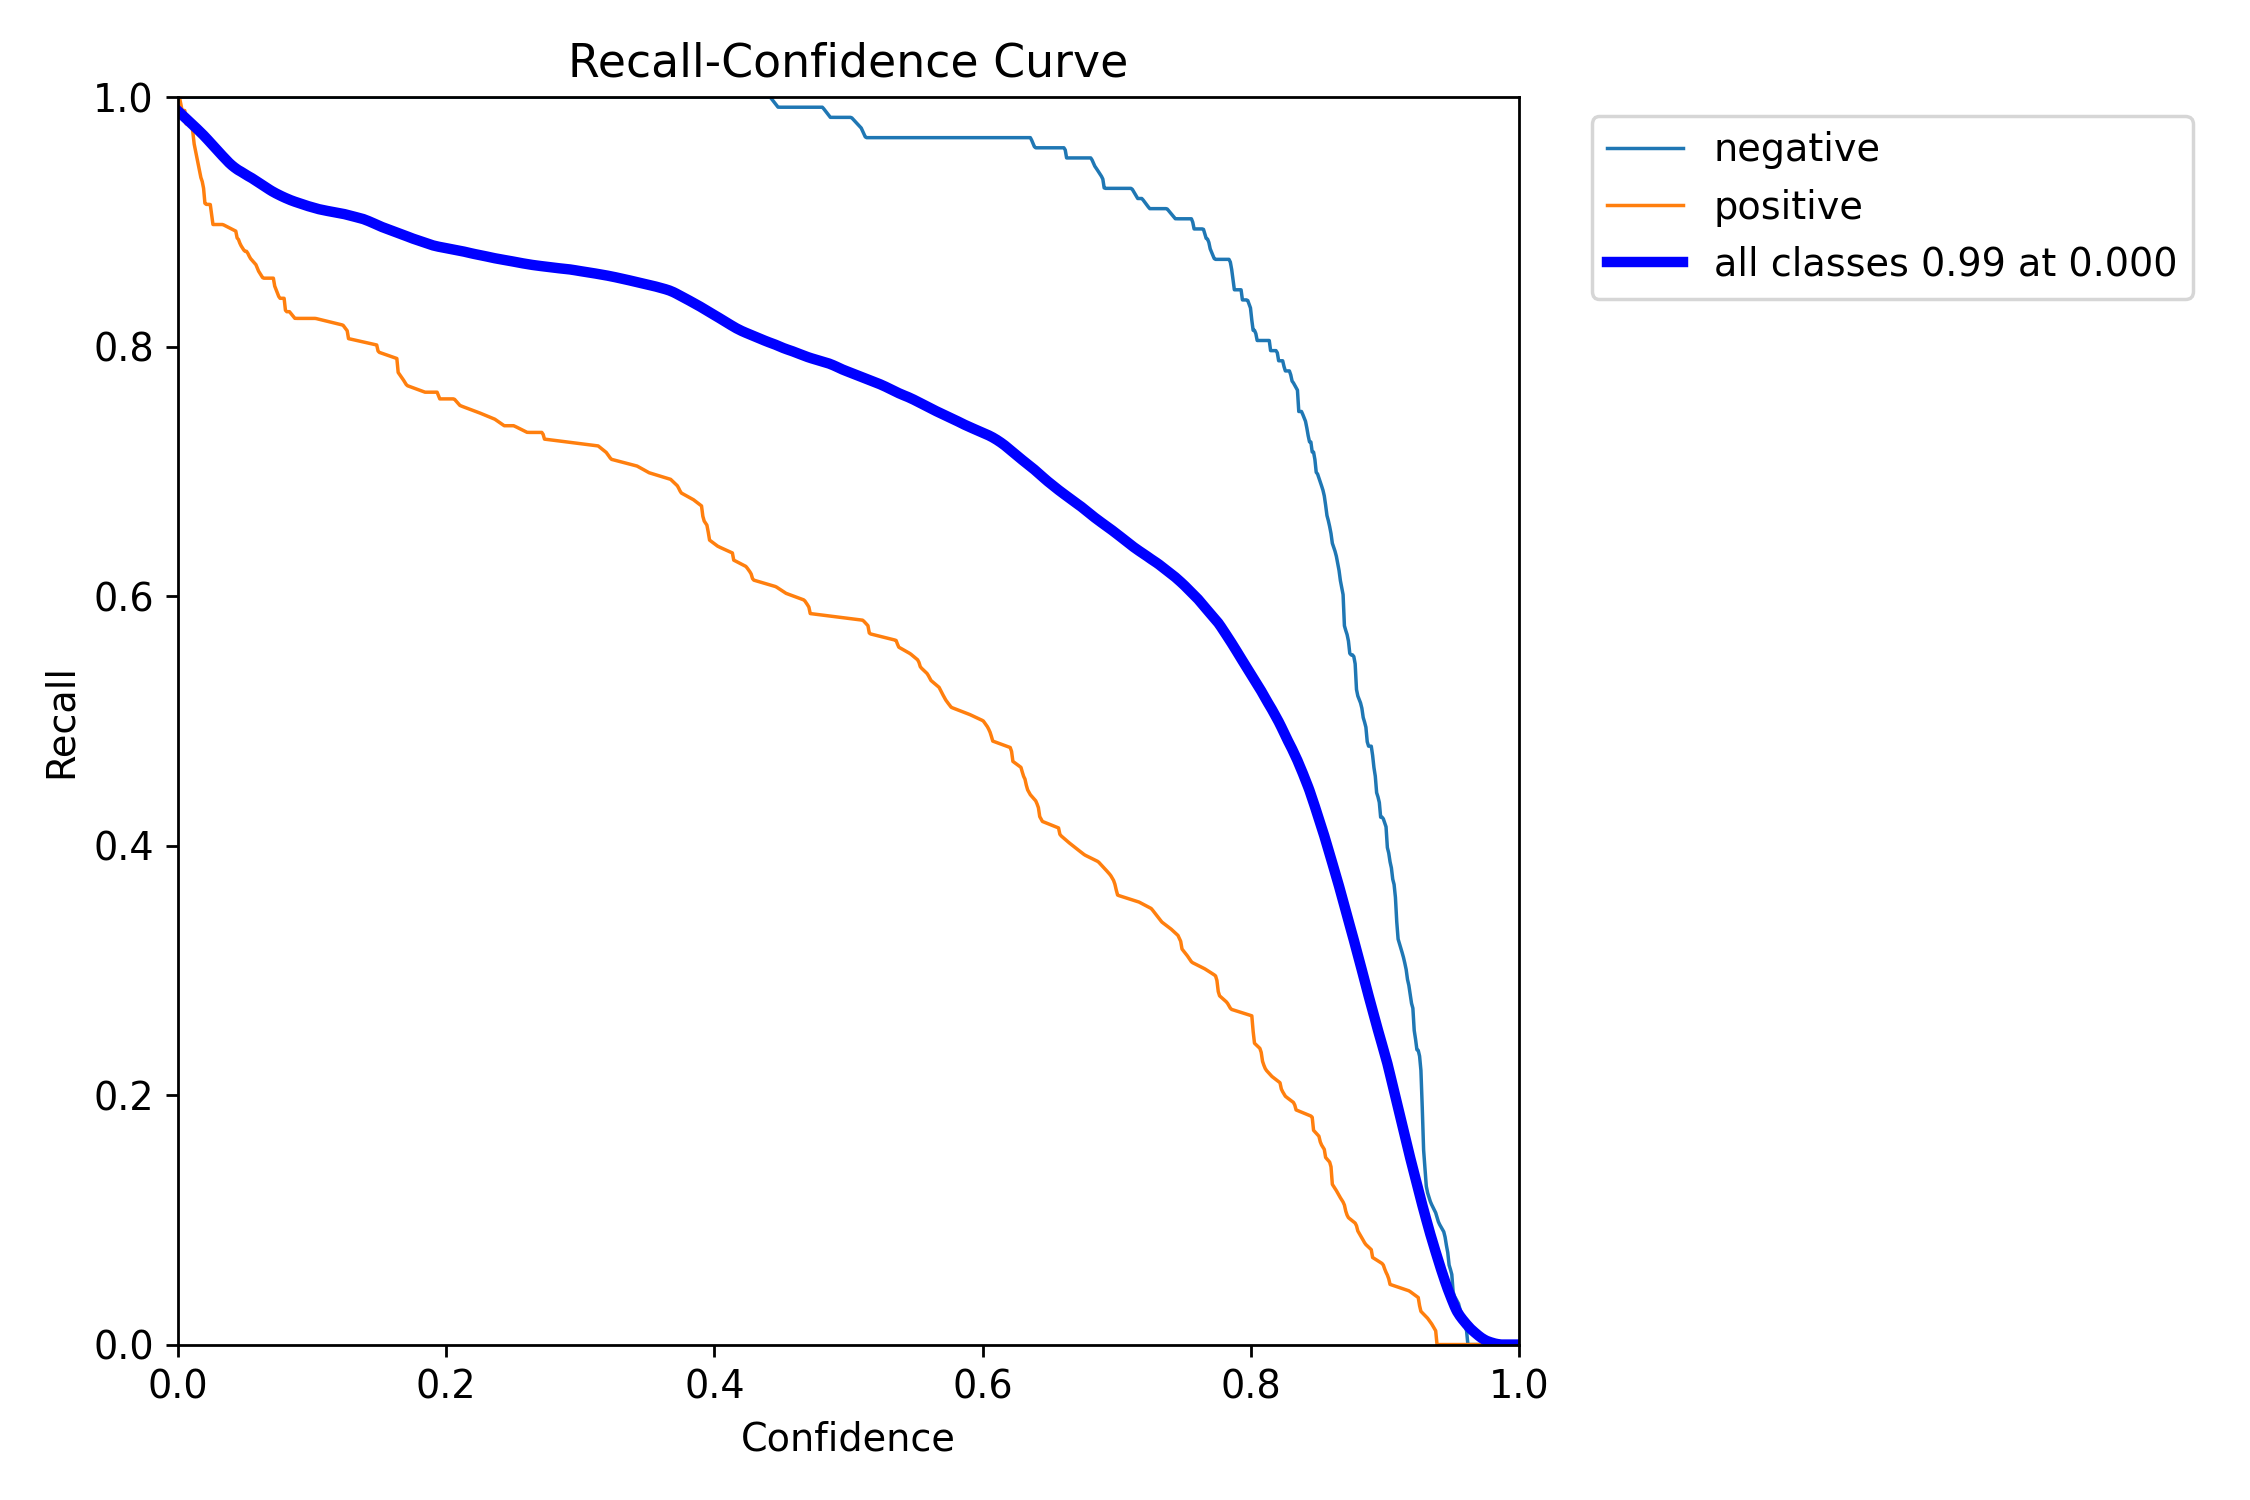 Recall-Confidence Curve
1.0
0.8
0.6
0.4
0.2
0.0
Recall
0.0 0.2 0.4 0.6 0.8 1.0
Confidence
negative
positive
all classes 0.99 at 0.000